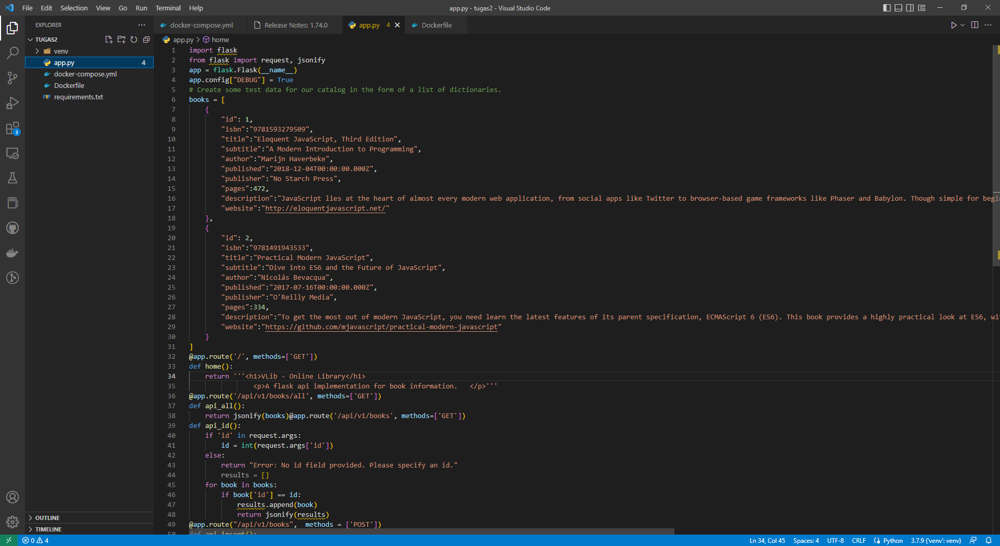 File Edit Selection View Go Run Terminal Help
app.py - tugas2 - Visual Studio Code
EXPLORER
TUGAS2
venv
app.py 4
docker-compose.yml
Dockerfile
requirements.txt
OUTLINE
TIMELINE
3
docker-compose.yml
Release Notes: 1.74.0
app.py 4
Dockerfile
app.py > home
1 import flask
2 from flask import request, jsonify
3 app = flask.Flask(__name__)
4 app.config["DEBUG"] = True
5 # Create some test data for our catalog in the form of a list of dictionaries.
6 books = [
7 {
8 "id": 1,
9 "isbn":"9781593279509",
10 "title":"Eloquent JavaScript, Third Edition",
11 "subtitle":"A Modern Introduction to Programming",
12 "author":"Marijn Haverbeke",
13 "published":"2018-12-04T00:00:00.000Z",
14 "publisher":"No Starch Press",
15 "pages":472,
16 "description":"JavaScript lies at the heart of almost every modern web application, from social apps like Twitter to browser-based game frameworks like Phaser and Babylon. Though simple for begi
17 "website":"http://eloquentjavascript.net/"
18 },
19 {
20 "id": 2,
21 "isbn":"9781491943533",
22 "title":"Practical Modern JavaScript",
23 "subtitle":"Dive into ES6 and the Future of JavaScript",
24 "author":"Nicolás Bevacqua",
25 "published":"2017-07-16T00:00:00.000Z",
26 "publisher":"O'Reilly Media",
27 "pages":334,
28 "description":"To get the most out of modern JavaScript, you need learn the latest features of its parent specification, ECMAScript 6 (ES6). This book provides a highly practical look at ES6, wi
29 "website":"https://github.com/mjavascript/practical-modern-javascript"
30 }
31 ]
32 @app.route('/', methods=['GET'])
33 def home():
34 return '''<h1>VLib - Online Library</h1>
35 <p>A flask api implementation for book information.   </p>'''
36 @app.route('/api/v1/books/all', methods=['GET'])
37 def api_all():
38 return jsonify(books)@app.route('/api/v1/books', methods=['GET'])
39 def api_id():
40 if 'id' in request.args:
41 id = int(request.args['id'])
42 else:
43 return "Error: No id field provided. Please specify an id."
44 results = []
45 for book in books:
46 if book['id'] == id:
47 results.append(book)
48 return jsonify(results)
49 @app.route("/api/v1/books",  methods = ['POST'])
50 def api_insert():
0 4
Ln 34, Col 45 Spaces: 4 UTF-8 CRLF Python 3.7.9 ('venv': venv)